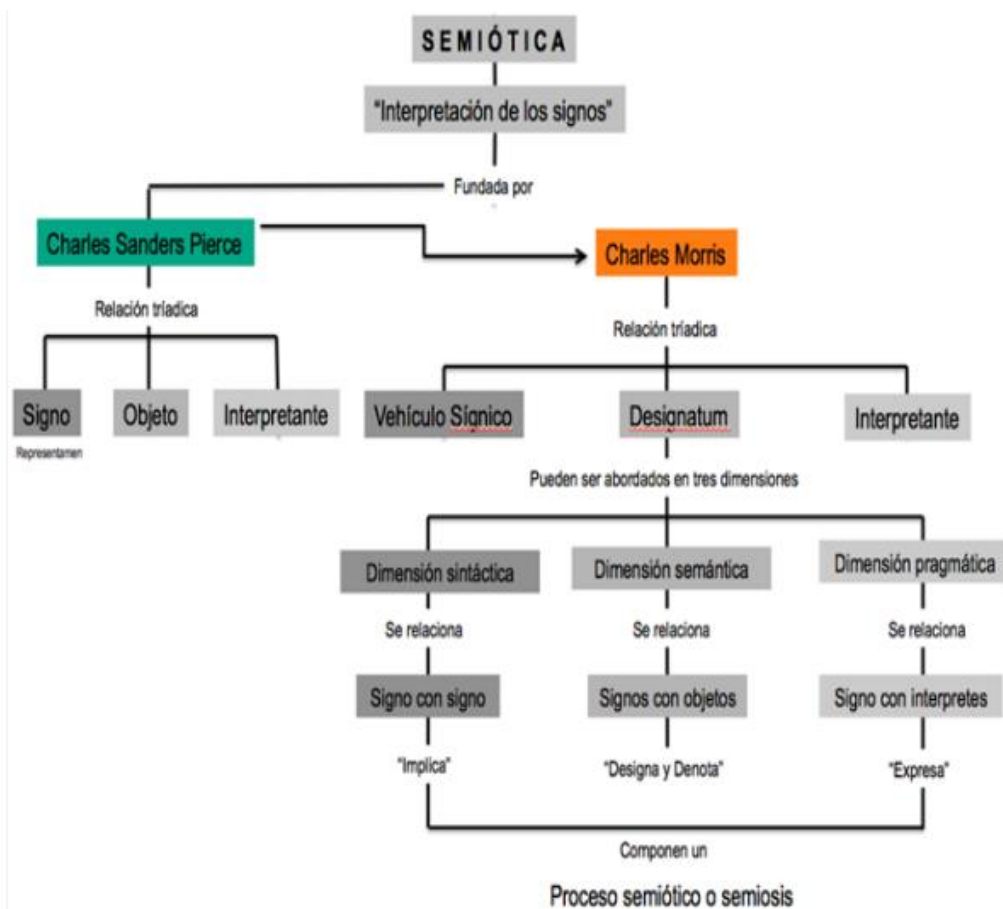 SEMIÓTICA
"Interpretación de los signos"
Fundada por
Charles Sanders Pierce
Charles Morris
Relación tríadica
Relación tríadica
Signo
Objeto
Interpretante
Vehículo Sígnico
Designatum
Interpretante
Representamen
Pueden ser abordados en tres dimensiones
Dimensión sintáctica
Dimensión semántica
Dimensión pragmática
Se relaciona
Se relaciona
Se relaciona
Signo con signo
Signos con objetos
Signo con interpretes
"Implica"
"Designa y Denota"
"Expresa"
Componen un
Proceso semiótico o semiosis